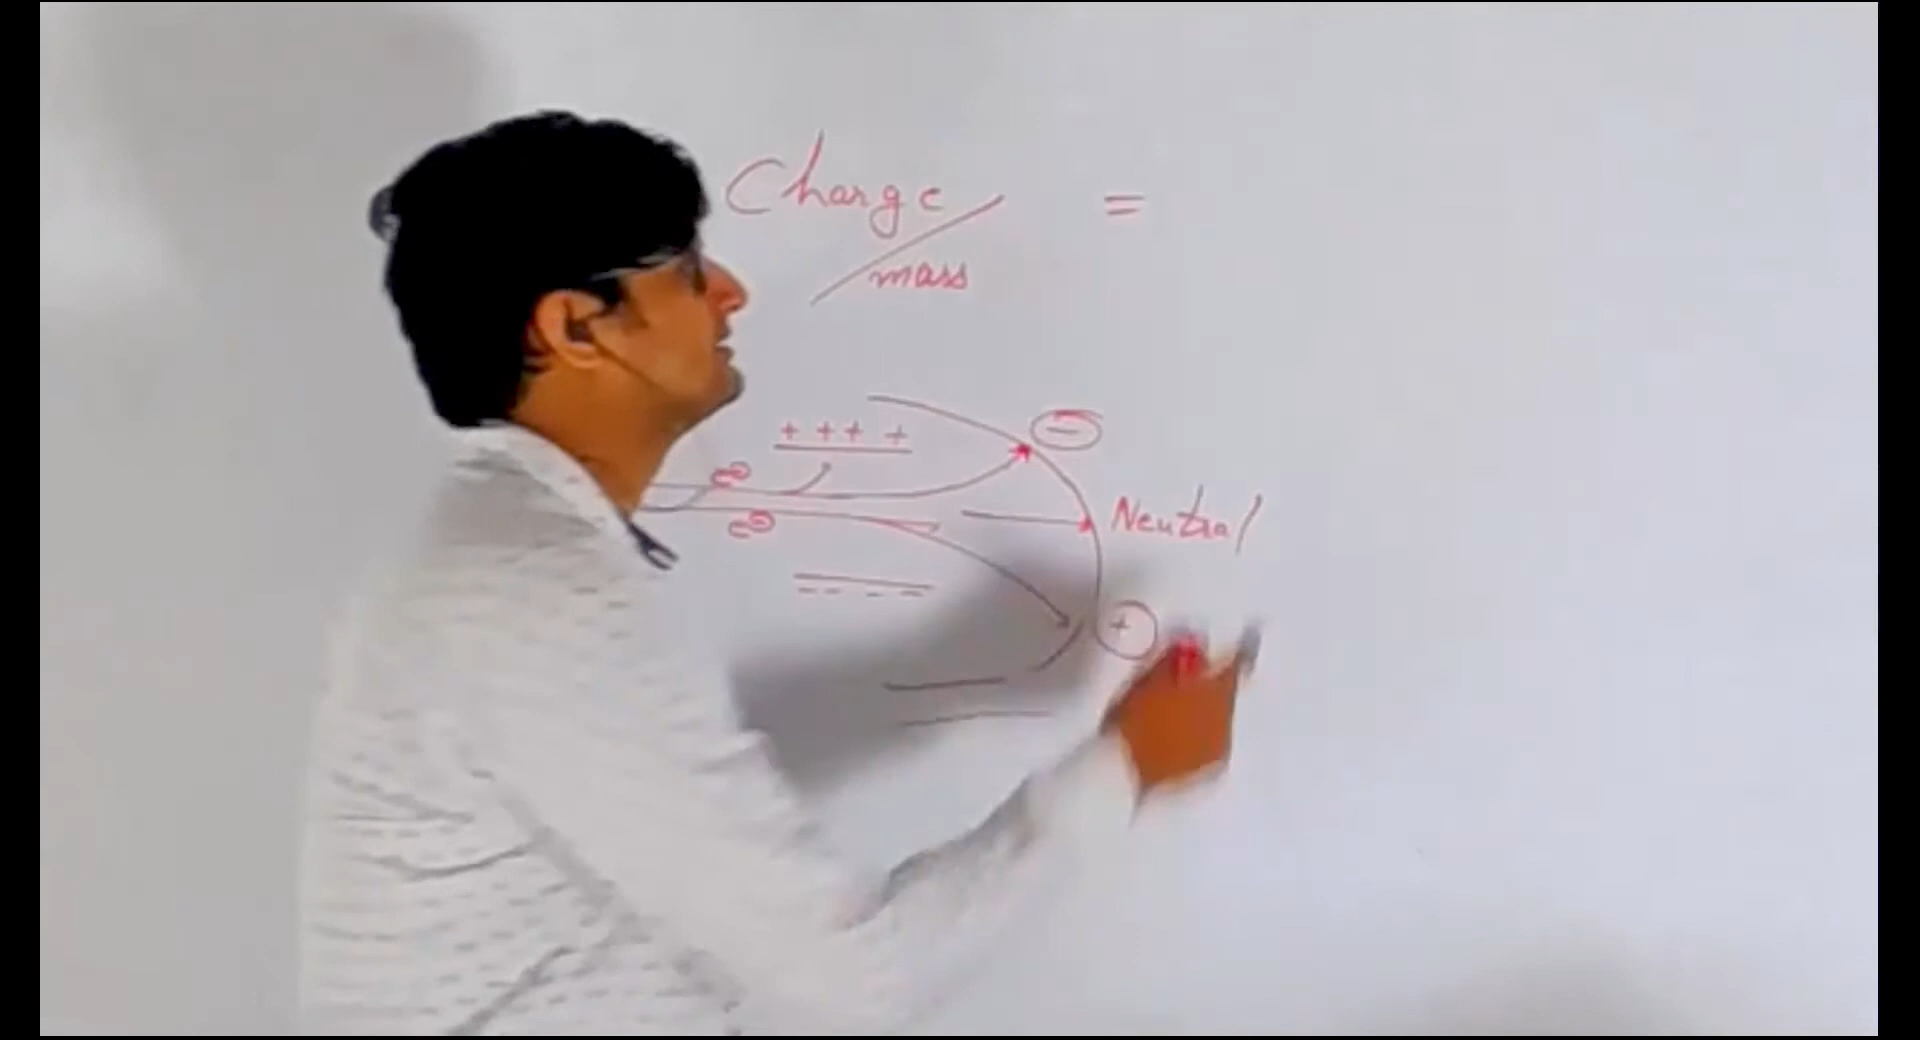 Charge =
/mass
+ + + +
−
e⊖
Neutral
e⊖
- - - -
+